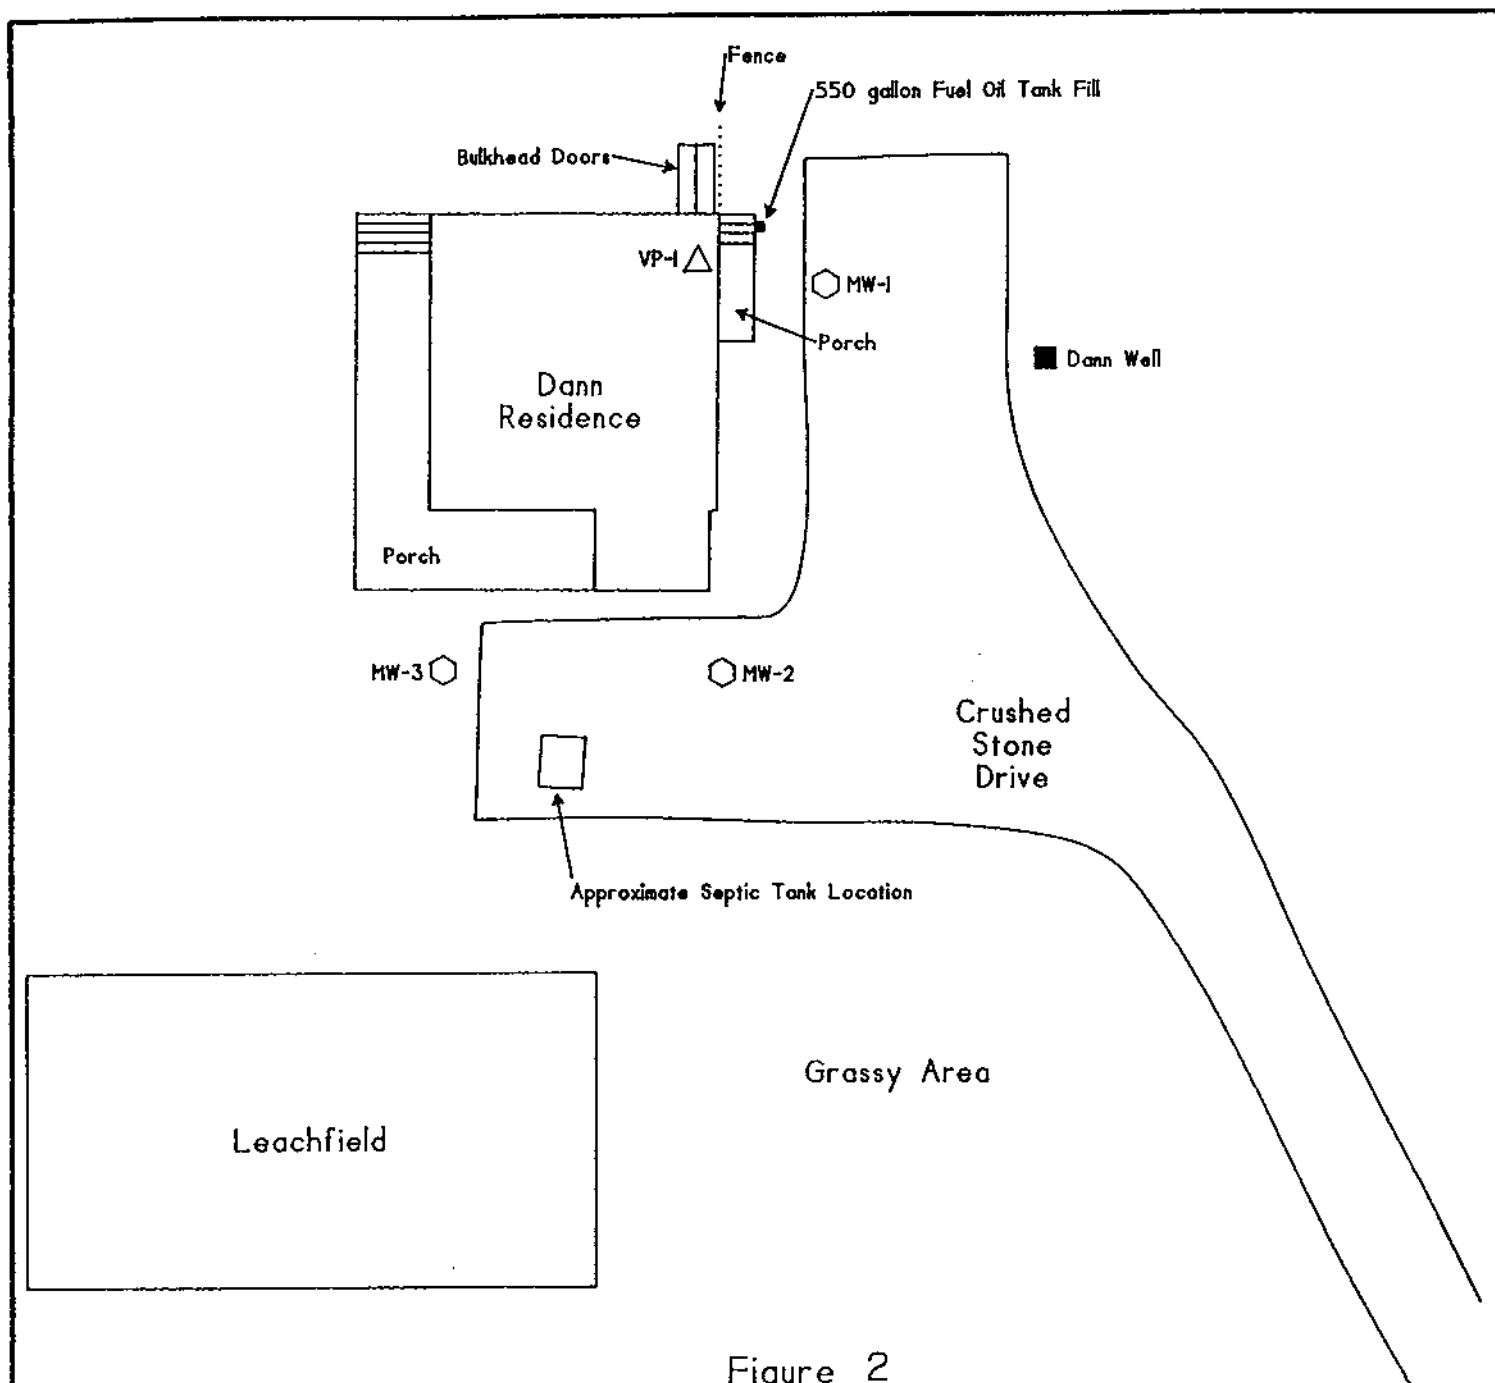 Fence
550 gallon Fuel Oil Tank Fill
Bulkhead Doors
VP-1
MW-1
Porch
Dann Well
Dann
Residence
Porch
MW-3
MW-2
Crushed
Stone
Drive
Approximate Septic Tank Location
Grassy Area
Leachfield
Figure 2